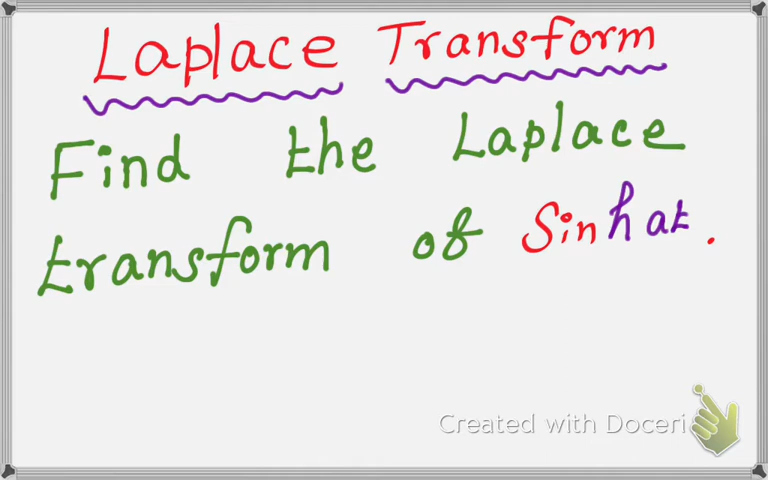 Laplace Transform
Find the Laplace
transform of Sinhat.
Created with Doceri